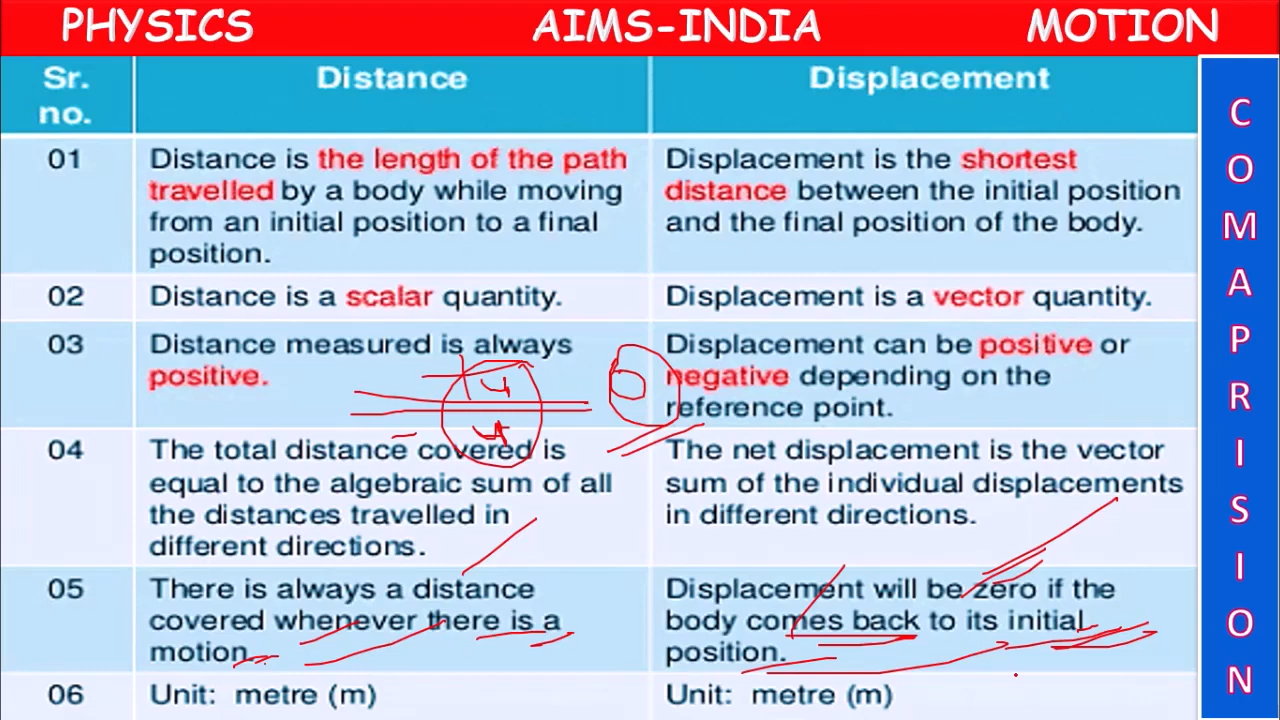 PHYSICS AIMS-INDIA MOTION
Sr. no. Distance Displacement
01
Distance is the length of the path
travelled by a body while moving
from an initial position to a final
position.
Displacement is the shortest
distance between the initial position
and the final position of the body.
02
Distance is a scalar quantity.
Displacement is a vector quantity.
03
Distance measured is always
positive.
Displacement can be positive or
negative depending on the
reference point.
4
4
04
The total distance covered is
equal to the algebraic sum of all
the distances travelled in
different directions.
The net displacement is the vector
sum of the individual displacements
in different directions.
05
There is always a distance
covered whenever there is a
motion.
Displacement will be zero if the
body comes back to its initial
position.
06
Unit: metre (m)
Unit: metre (m)
COMAPRISION